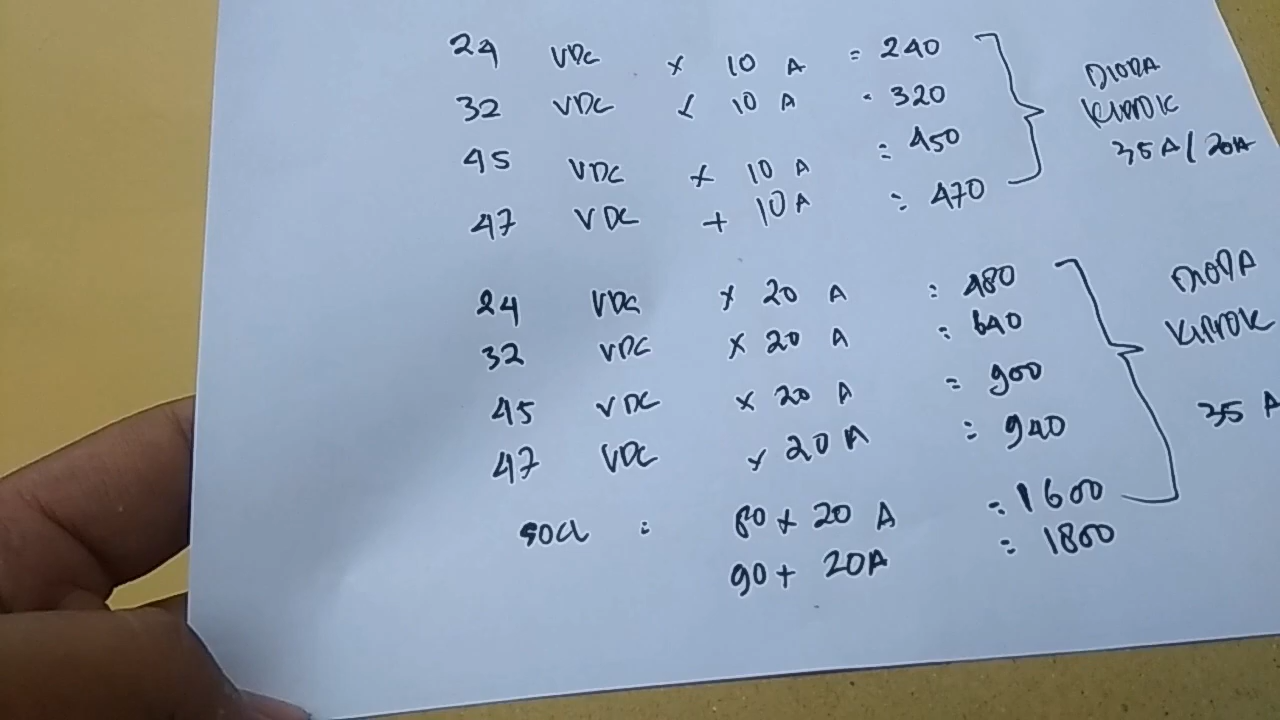 24 VDC x 10 A = 240
32 VDC x 10 A = 320
45 VDC x 10 A = 450
47 VDC + 10 A = 470
DIODA
KIPROK
35 A / 20A
24 VDC x 20 A = 480
32 VDC x 20 A = 640
45 VDC x 20 A = 900
47 VDC x 20 A = 940
: 80 + 20 A = 1600
90 + 20A = 1800
DIODA
KIPROK
35 A